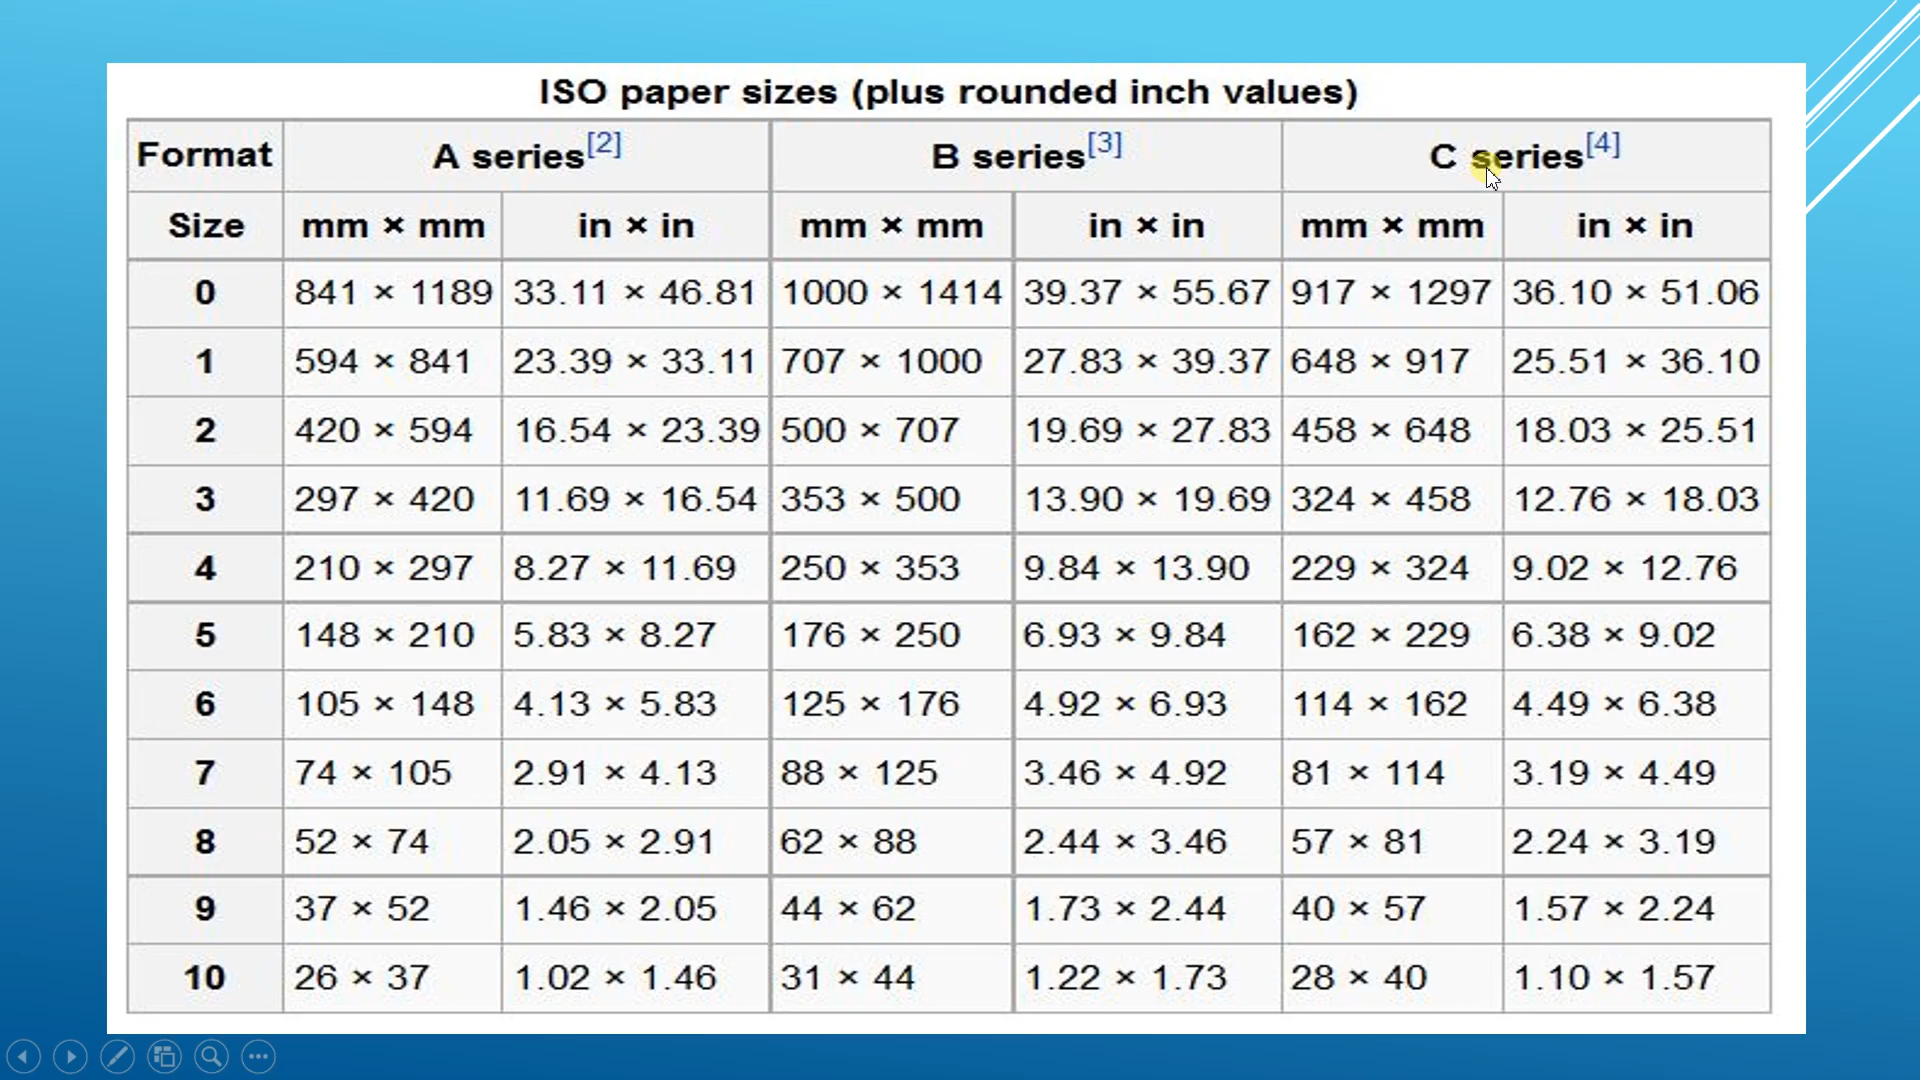 ISO paper sizes (plus rounded inch values)
Format A series[2] B series[3] C series[4]
Size mm × mm in × in mm × mm in × in mm × mm in × in
0 841 × 1189 33.11 × 46.81 1000 × 1414 39.37 × 55.67 917 × 1297 36.10 × 51.06
1 594 × 841 23.39 × 33.11 707 × 1000 27.83 × 39.37 648 × 917 25.51 × 36.10
2 420 × 594 16.54 × 23.39 500 × 707 19.69 × 27.83 458 × 648 18.03 × 25.51
3 297 × 420 11.69 × 16.54 353 × 500 13.90 × 19.69 324 × 458 12.76 × 18.03
4 210 × 297 8.27 × 11.69 250 × 353 9.84 × 13.90 229 × 324 9.02 × 12.76
5 148 × 210 5.83 × 8.27 176 × 250 6.93 × 9.84 162 × 229 6.38 × 9.02
6 105 × 148 4.13 × 5.83 125 × 176 4.92 × 6.93 114 × 162 4.49 × 6.38
7 74 × 105 2.91 × 4.13 88 × 125 3.46 × 4.92 81 × 114 3.19 × 4.49
8 52 × 74 2.05 × 2.91 62 × 88 2.44 × 3.46 57 × 81 2.24 × 3.19
9 37 × 52 1.46 × 2.05 44 × 62 1.73 × 2.44 40 × 57 1.57 × 2.24
10 26 × 37 1.02 × 1.46 31 × 44 1.22 × 1.73 28 × 40 1.10 × 1.57